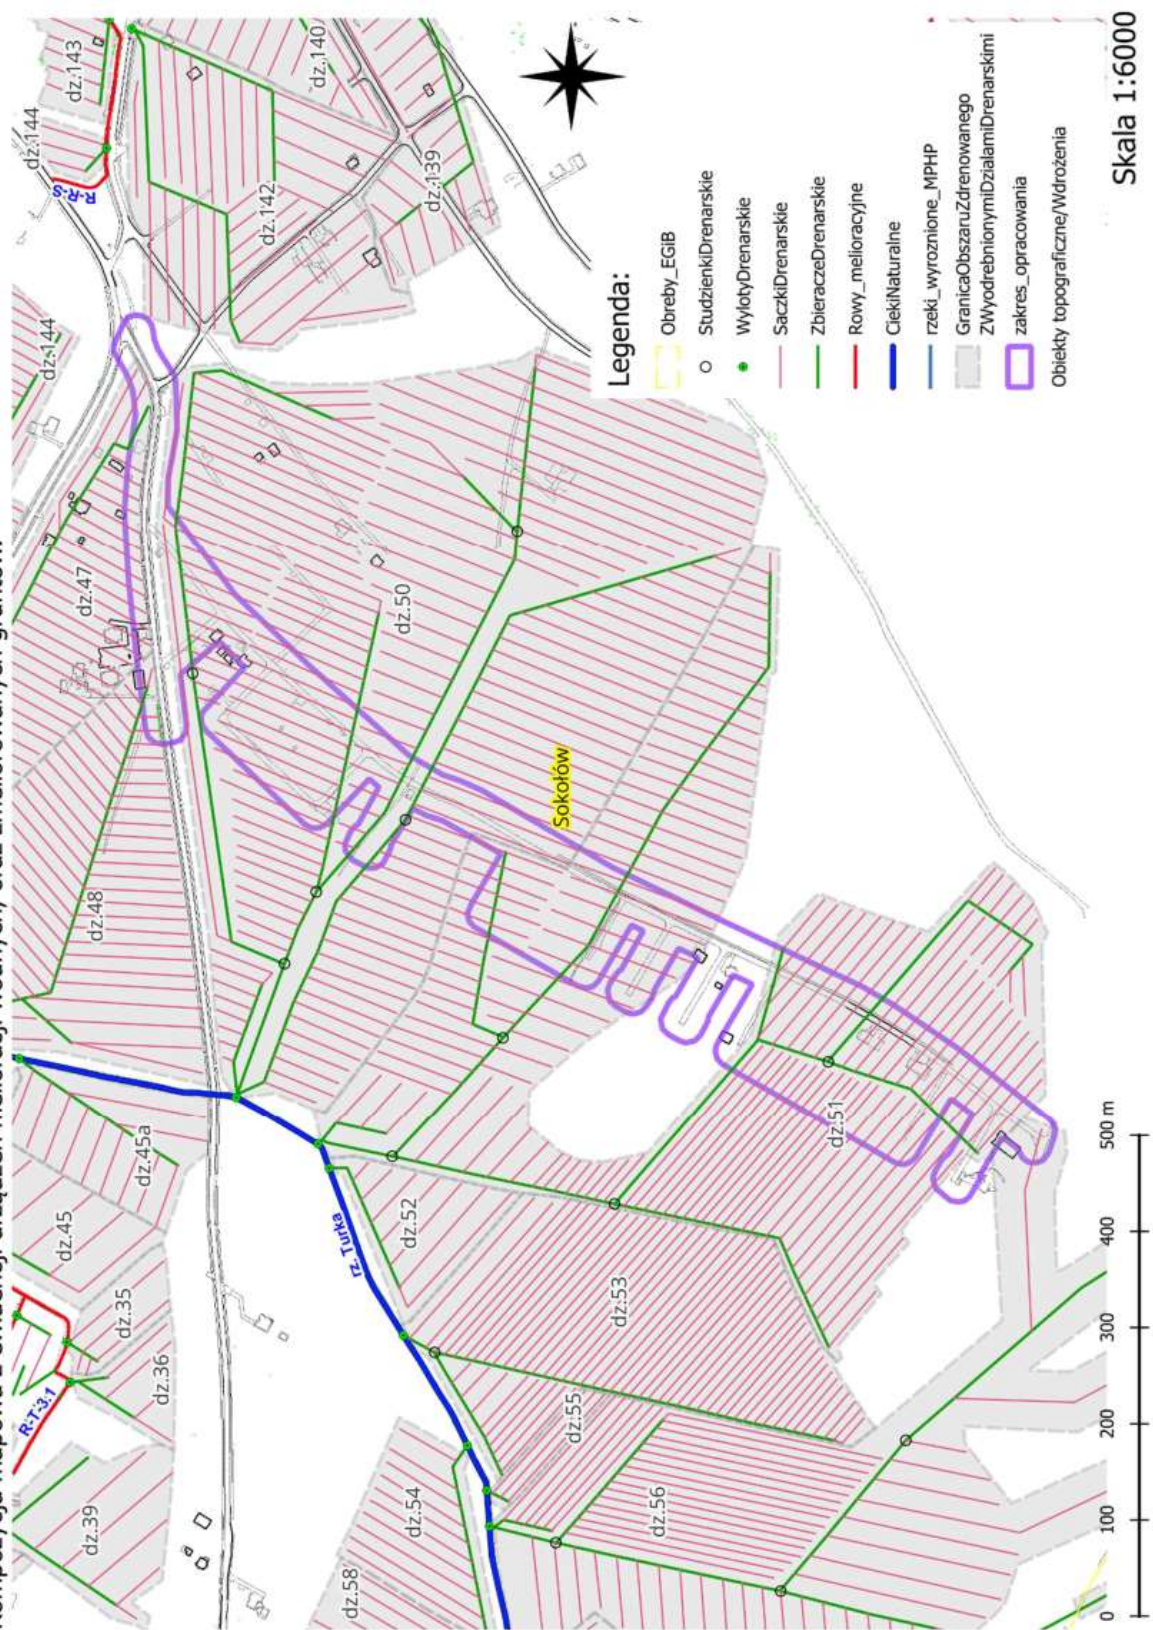 dz.144
dz.143
dz.140
R-R-S
dz.142
dz.139
dz.144
dz.47
dz.50
dz.48
Sokołów
dz.45a
dz.45
dz.35
dz.36
R-T-3.1
dz.39
rz. Turka
dz.52
dz.51
dz.53
dz.55
dz.54
dz.56
dz.58
Legenda:
Obreby_EGiB
StudzienkiDrenarskie
WylotyDrenarskie
SaczkiDrenarskie
ZbieraczeDrenarskie
Rowy_melioracyjne
CiekiNaturalne
rzeki_wyroznione_MPHP
GranicaObszaruZdrenowanego
ZWyodrebnionymiDzialamiDrenarskimi
zakres_opracowania
Obiekty topograficzne/Wdrożenia
Skala 1:6000
0 100 200 300 400 500 m